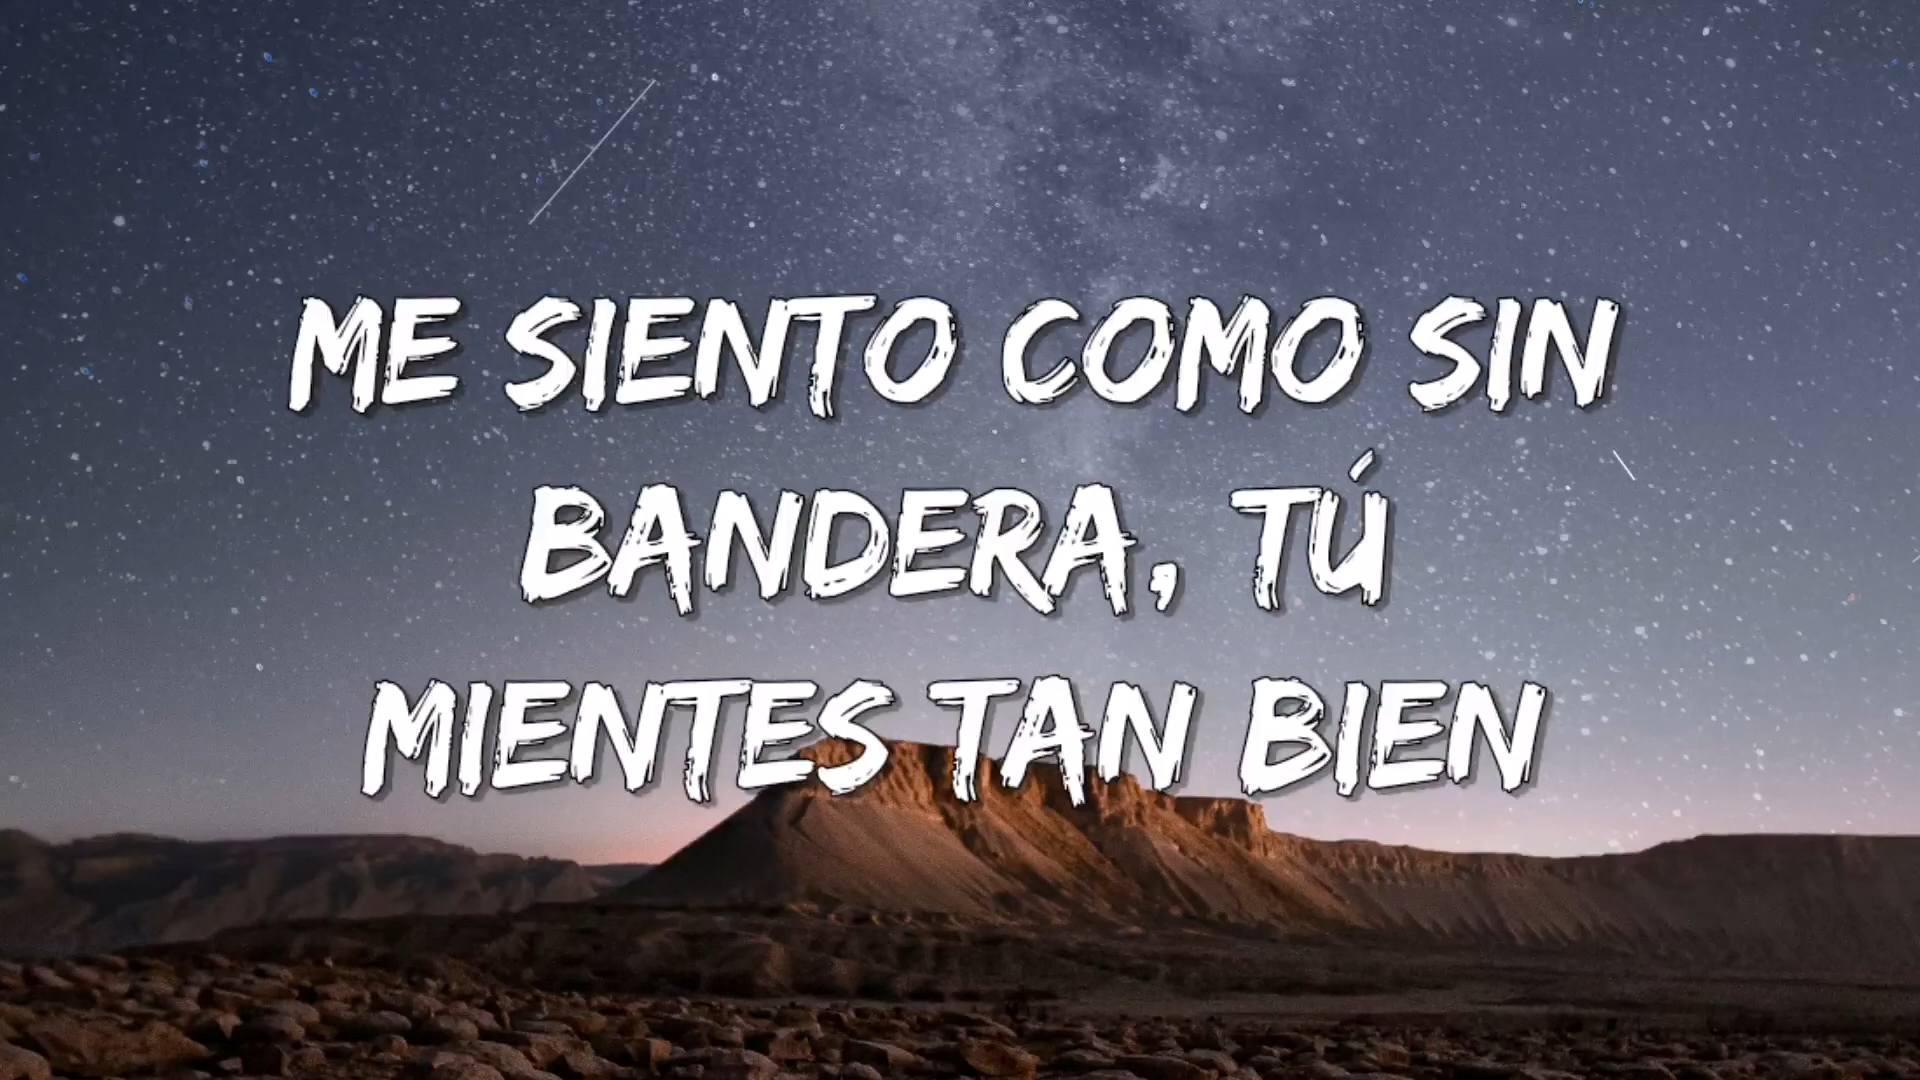 ME SIENTO COMO SIN
BANDERA, TÚ
MIENTES TAN BIEN